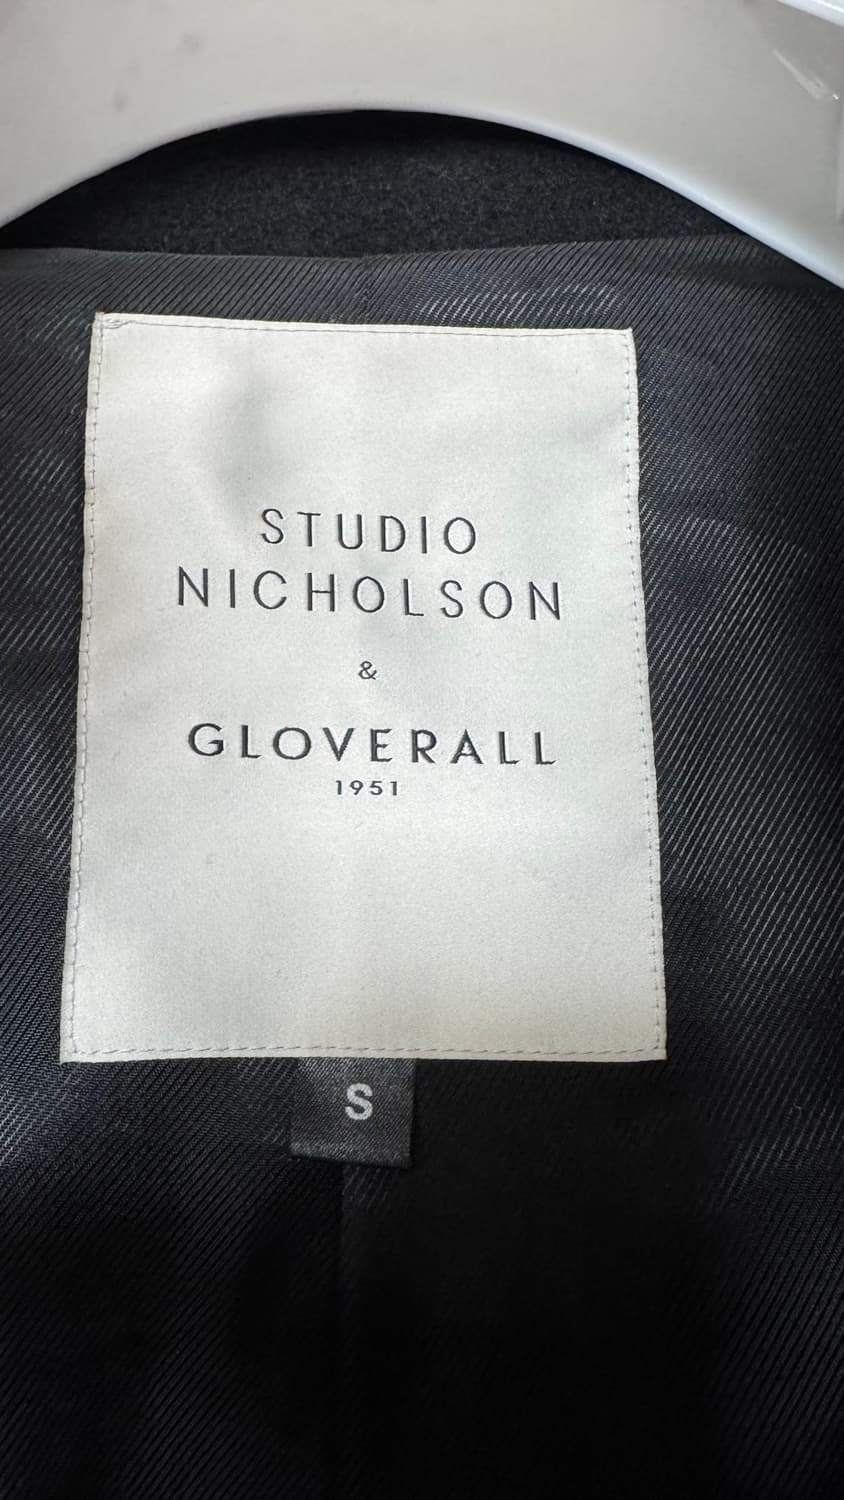 STUDIO
NICHOLSON
&
GLOVERALL
1951
S